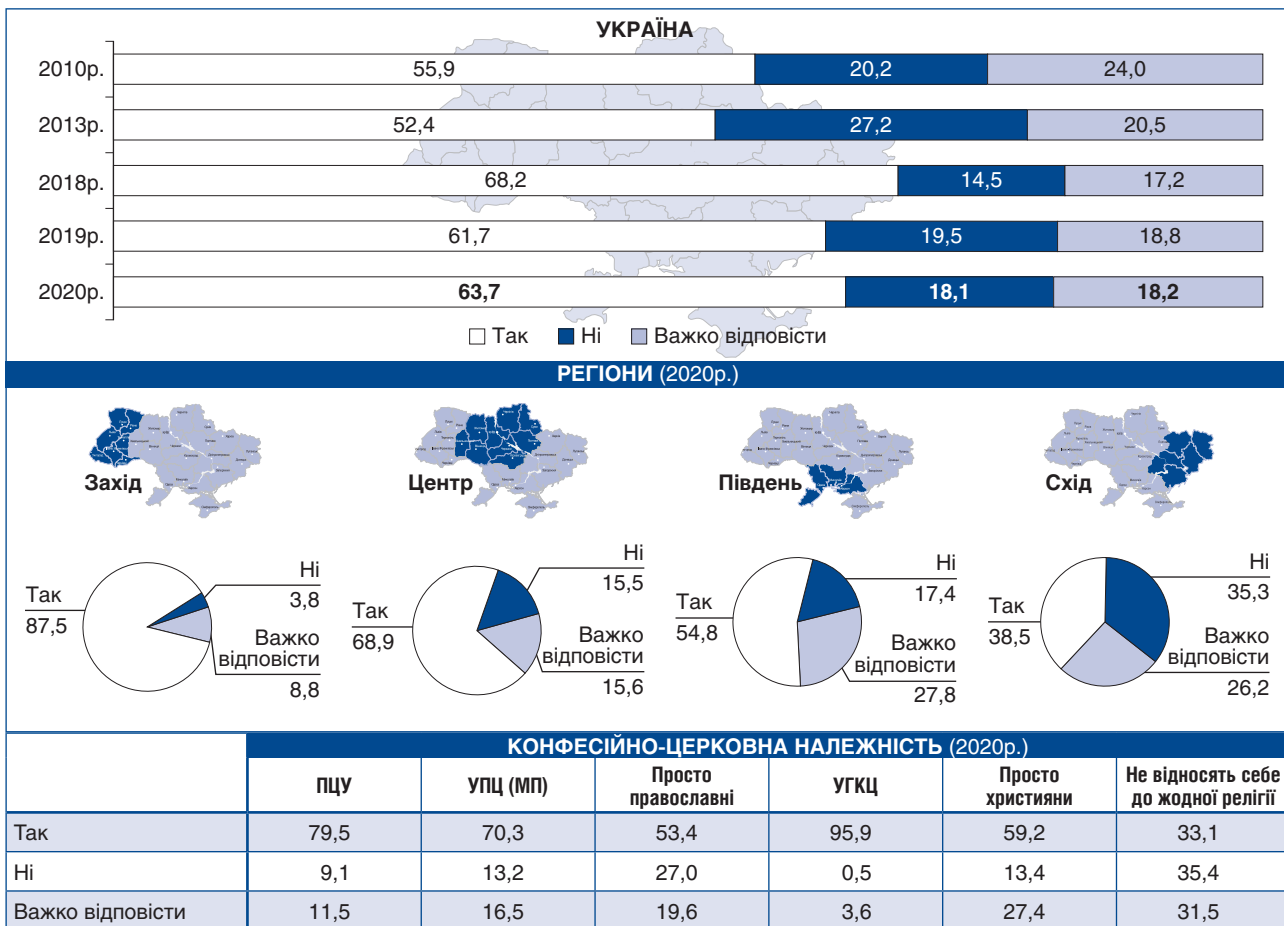 УКРАЇНА
2010р. 55,9 20,2 24,0
2013р. 52,4 27,2 20,5
2018р. 68,2 14,5 17,2
2019р. 61,7 19,5 18,8
2020р. 63,7 18,1 18,2
Так Ні Важко відповісти
РЕГІОНИ (2020р.)
Захід
Так
87,5
Ні
3,8
Важко
відповісти
8,8
Центр
Так
68,9
Ні
15,5
Важко
відповісти
15,6
Південь
Так
54,8
Ні
17,4
Важко
відповісти
27,8
Схід
Так
38,5
Ні
35,3
Важко
відповісти
26,2
КОНФЕСІЙНО-ЦЕРКОВНА НАЛЕЖНІСТЬ (2020р.)
ПЦУ УПЦ (МП) Просто православні УГКЦ Просто християни Не відносять себе до жодної релігії
Так 79,5 70,3 53,4 95,9 59,2 33,1
Ні 9,1 13,2 27,0 0,5 13,4 35,4
Важко відповісти 11,5 16,5 19,6 3,6 27,4 31,5